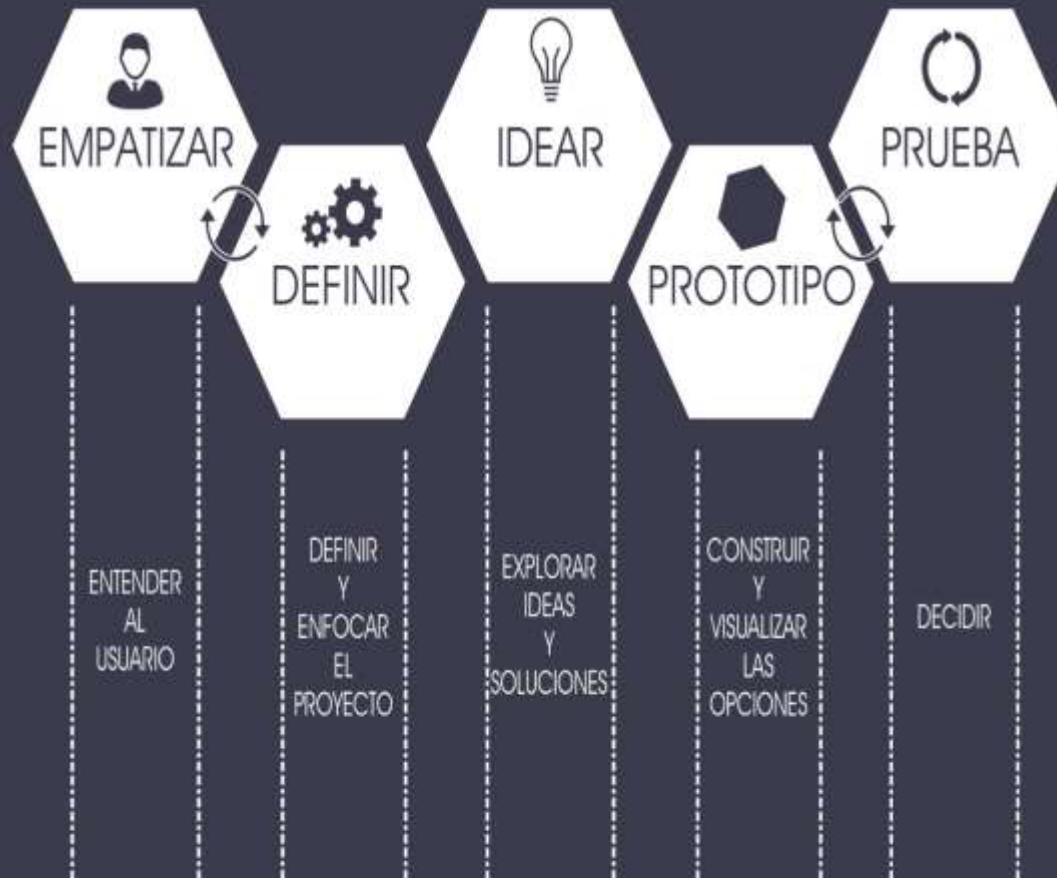 EMPATIZAR
DEFINIR
IDEAR
PROTOTIPO
PRUEBA
ENTENDER
AL
USUARIO
DEFINIR
Y
ENFOCAR
EL
PROYECTO
EXPLORAR
IDEAS
Y
SOLUCIONES
CONSTRUIR
Y
VISUALIZAR
LAS
OPCIONES
DECIDIR